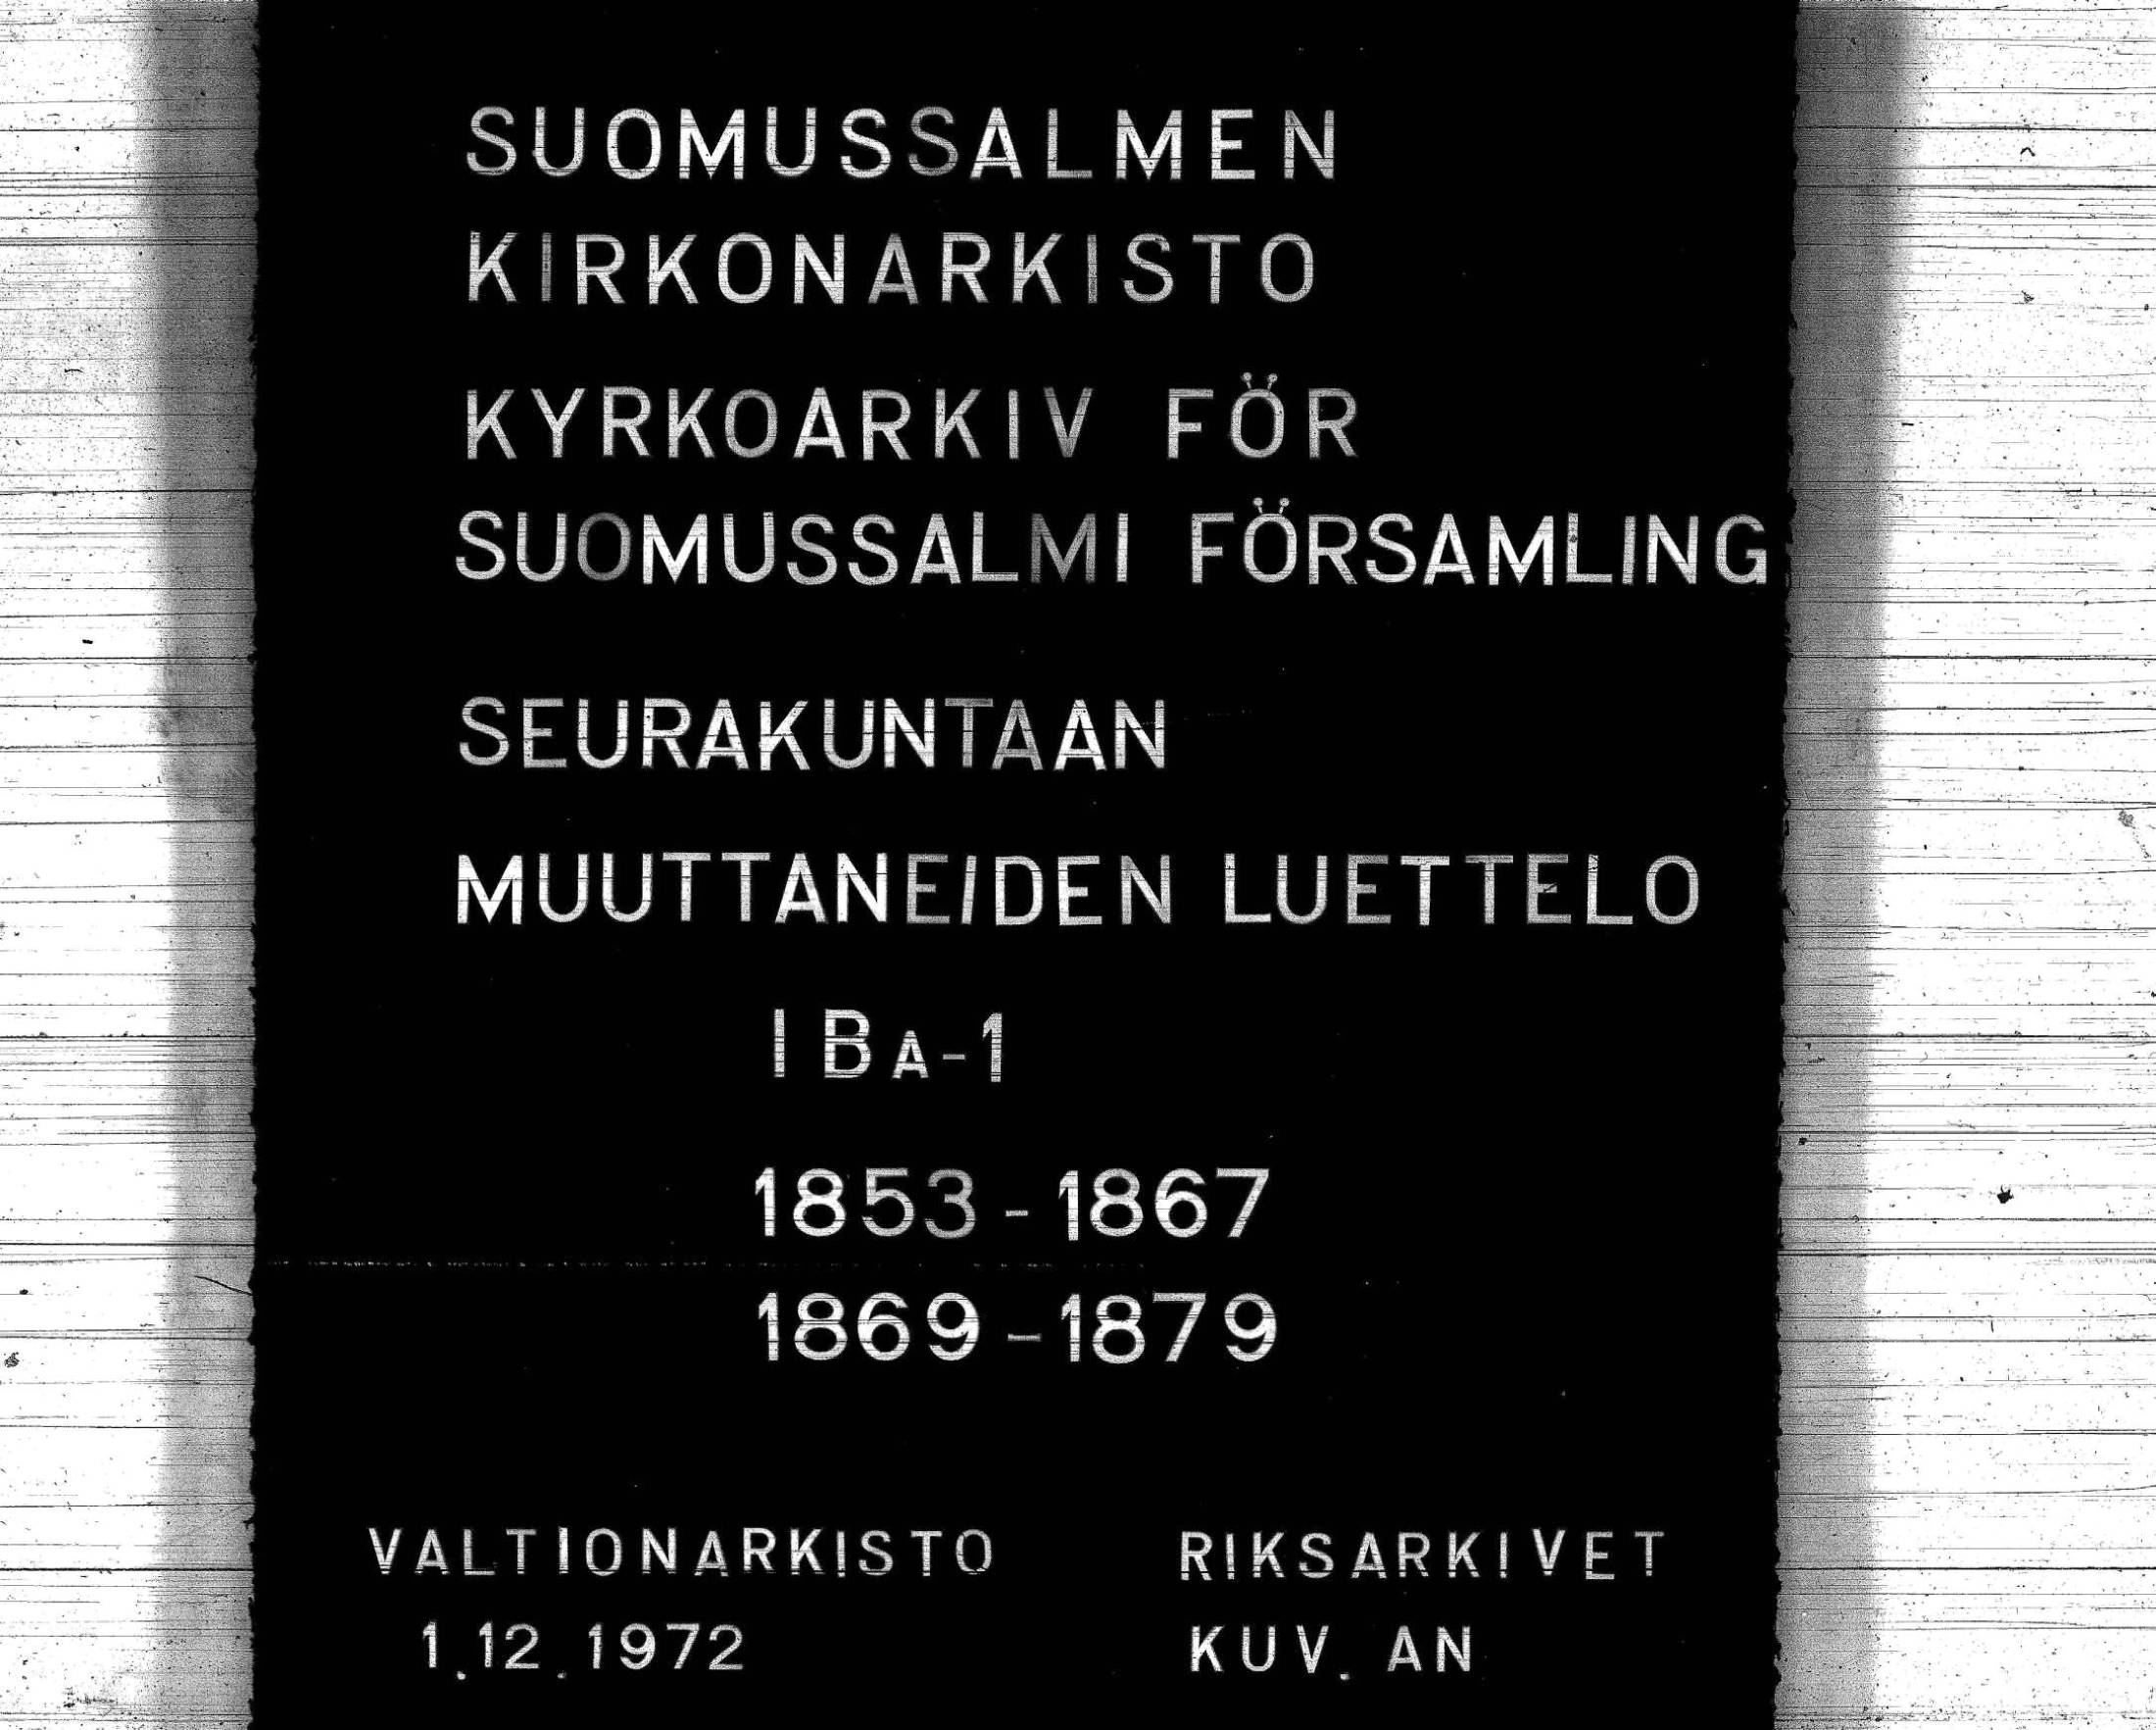 SUOMUSSALMEN
KIRKONARKISTO
KYRKOARKIV FÖR
SUOMUSSALMI FÖRSAMLING
SEURAKUNTAAN
MUUTTANEIDEN LUETTELO
I BA-1
1853-1867
1869-1879
VALTIONARKISTO RIKSARKIVET
1.12.1972 KUV. AN